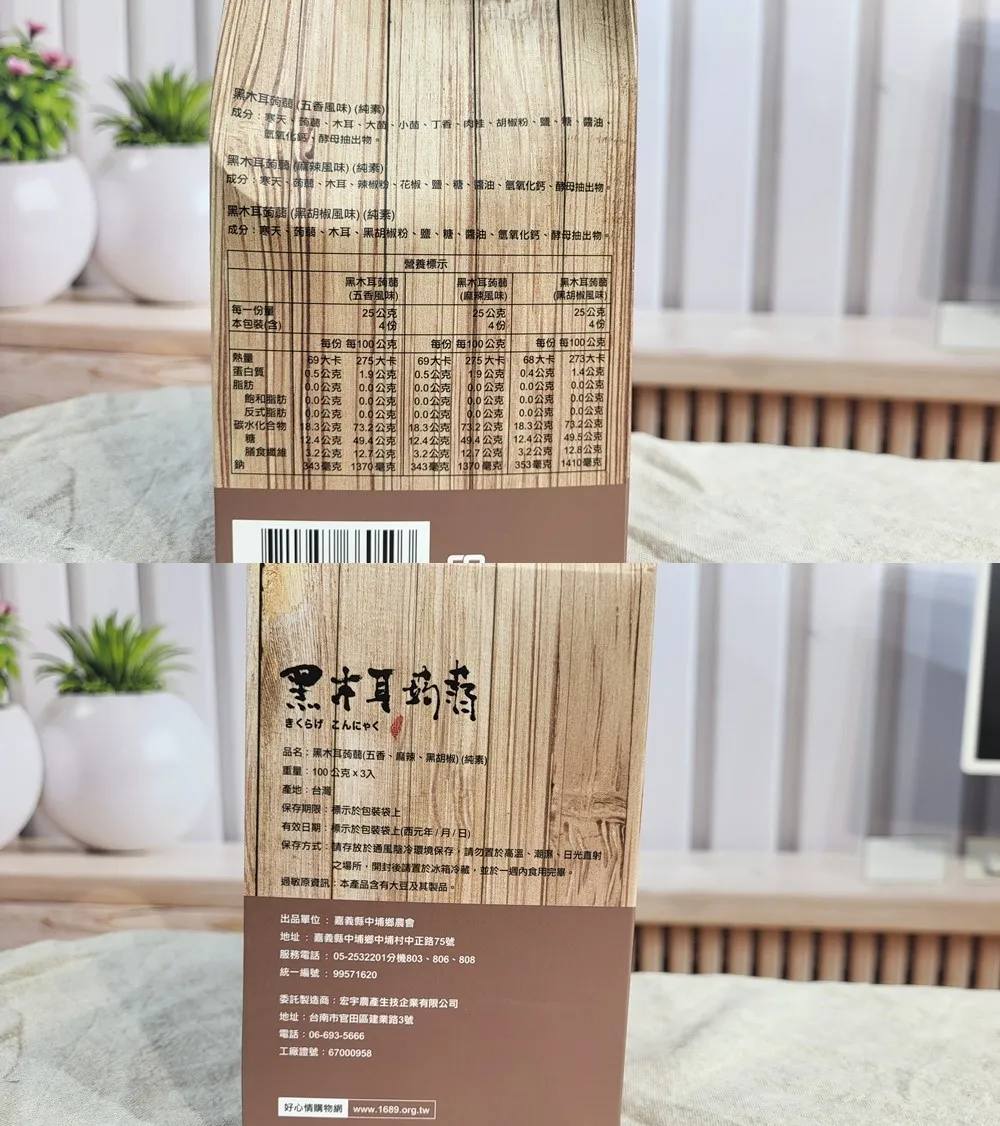 黑木耳蒟蒻 (五香風味) (純素)
成分：寒天、蒟蒻、木耳、大茴、小茴、丁香、肉桂、胡椒粉、鹽、糖、醬油、
氫氧化鈣、酵母抽出物。
黑木耳蒟蒻 (麻辣風味) (純素)
成分：寒天、蒟蒻、木耳、辣椒粉、花椒、鹽、糖、醬油、氫氧化鈣、酵母抽出物。
黑木耳蒟蒻 (黑胡椒風味) (純素)
成分：寒天、蒟蒻、木耳、黑胡椒粉、鹽、糖、醬油、氫氧化鈣、酵母抽出物。
營養標示
黑木耳蒟蒻 黑木耳蒟蒻 黑木耳蒟蒻
(五香風味) (麻辣風味) (黑胡椒風味)
每一份量 25公克 25公克 25公克
本包裝(含) 4份 4份 4份
每份 每100公克 每份 每100公克 每份 每100公克
熱量 69大卡 275大卡 69大卡 275大卡 68大卡 273大卡
蛋白質 0.5公克 1.9公克 0.5公克 1.9公克 0.4公克 1.4公克
脂肪 0.0公克 0.0公克 0.0公克 0.0公克 0.0公克 0.0公克
飽和脂肪 0.0公克 0.0公克 0.0公克 0.0公克 0.0公克 0.0公克
反式脂肪 0.0公克 0.0公克 0.0公克 0.0公克 0.0公克 0.0公克
碳水化合物 18.3公克 73.2公克 18.3公克 73.2公克 18.3公克 73.2公克
糖 12.4公克 49.4公克 12.4公克 49.4公克 12.4公克 49.5公克
膳食纖維 3.2公克 12.7公克 3.2公克 12.7公克 3.2公克 12.8公克
鈉 343毫克 1370毫克 343毫克 1370毫克 353毫克 1410毫克
黑木耳蒟蒻
きくらげ こんにゃく
品名：黑木耳蒟蒻(五香、麻辣、黑胡椒) (純素)
重量：100公克x3入
產地：台灣
保存期限：標示於包裝袋上
有效日期：標示於包裝袋上(西元年/月/日)
保存方式：請存放於通風陰冷環境保存，請勿置於高溫、潮濕、日光直射
之場所，開封後請置於冰箱冷藏，並於一週內食用完畢。
過敏原資訊：本產品含有大豆及其製品。
出品單位：嘉義縣中埔鄉農會
地址：嘉義縣中埔鄉中埔村中正路75號
服務電話：05-2532201分機803、806、808
統一編號：99571620
委託製造商：宏宇農產生技企業有限公司
地址：台南市官田區建業路3號
電話：06-693-5666
工廠證號：67000958
好心情購物網 www.1689.org.tw